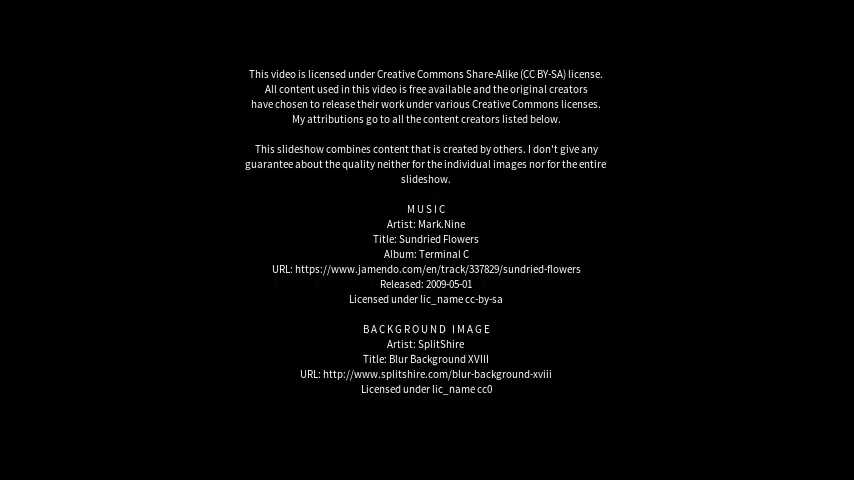 This video is licensed under Creative Commons Share-Alike (CC BY-SA) license.
All content used in this video is free available and the original creators
have chosen to release their work under various Creative Commons licenses.
My attributions go to all the content creators listed below.
This slideshow combines content that is created by others. I don't give any
guarantee about the quality neither for the individual images nor for the entire
slideshow.
MUSIC
Artist: Mark.Nine
Title: Sundried Flowers
Album: Terminal C
URL: https://www.jamendo.com/en/track/337829/sundried-flowers
Released: 2009-05-01
Licensed under lic_name cc-by-sa
BACKGROUND IMAGE
Artist: SplitShire
Title: Blur Background XVIII
URL: http://www.splitshire.com/blur-background-xviii
Licensed under lic_name cc0